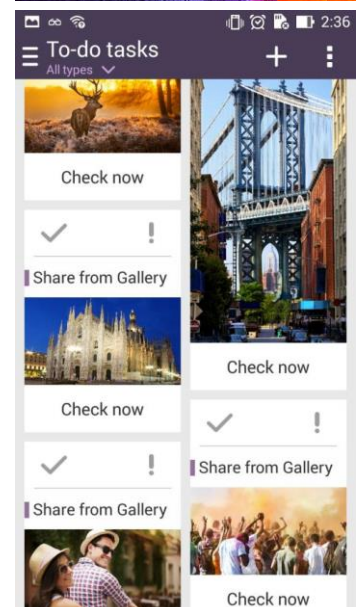 2:36
To-do tasks
All types
Check now
Share from Gallery
Check now
Share from Gallery
Check now
Share from Gallery
Check now